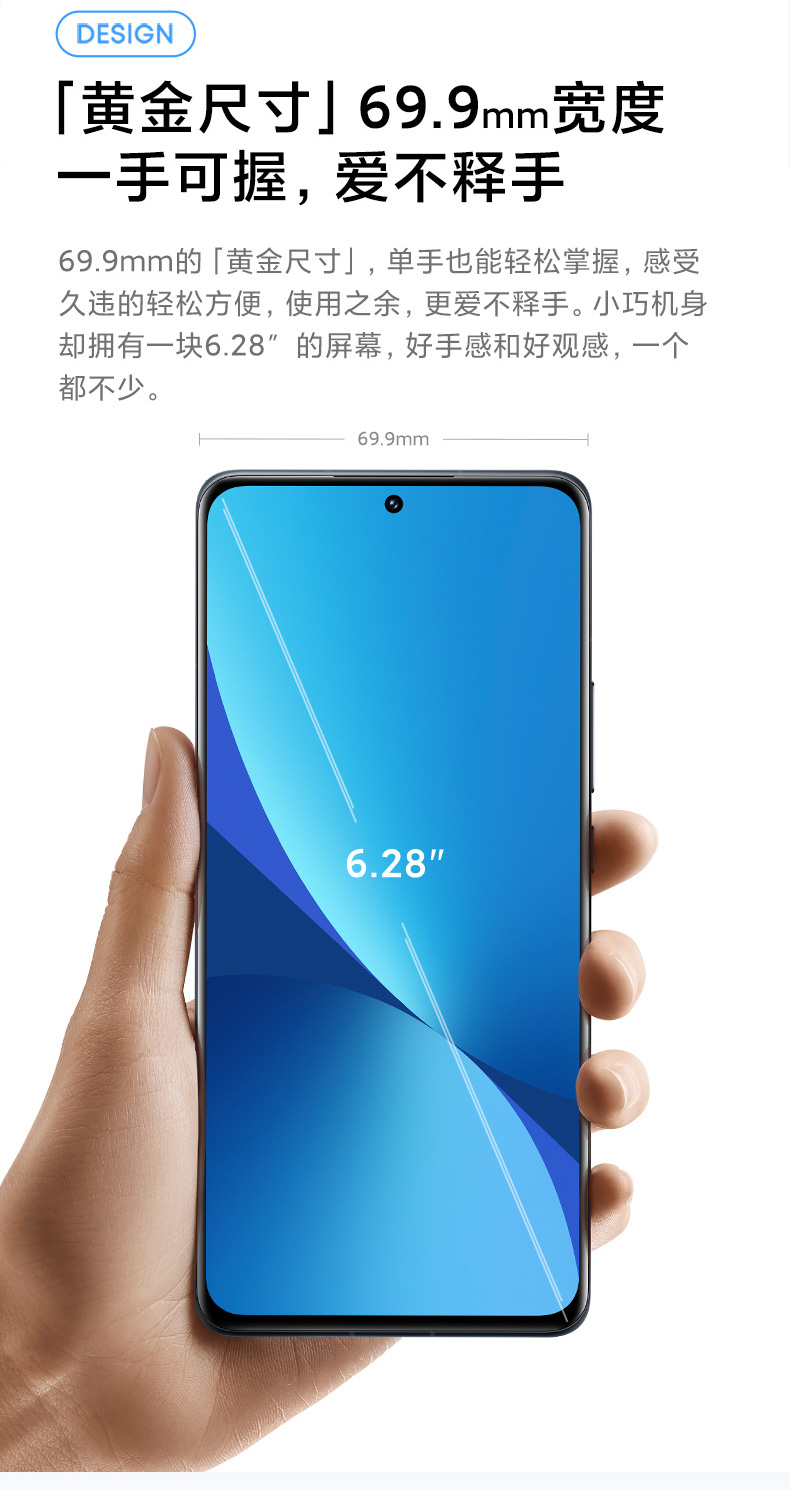 DESIGN
「黄金尺寸」69.9mm宽度
一手可握，爱不释手
69.9mm的「黄金尺寸」，单手也能轻松掌握，感受
久违的轻松方便，使用之余，更爱不释手。小巧机身
却拥有一块6.28″的屏幕，好手感和好观感，一个
都不少。
69.9mm
6.28″